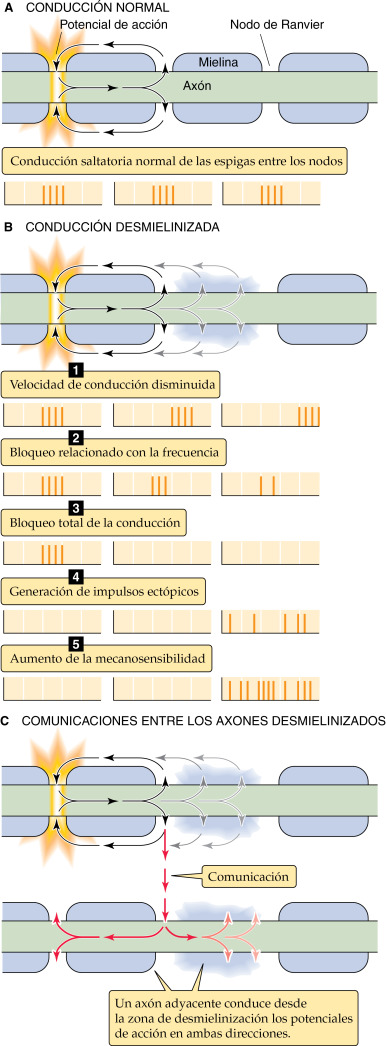 A CONDUCCIÓN NORMAL
Potencial de acción
Nodo de Ranvier
Mielina
Axón
Conducción saltatoria normal de las espigas entre los nodos
B CONDUCCIÓN DESMIELINIZADA
1
Velocidad de conducción disminuida
2
Bloqueo relacionado con la frecuencia
3
Bloqueo total de la conducción
4
Generación de impulsos ectópicos
5
Aumento de la mecanosensibilidad
C COMUNICACIONES ENTRE LOS AXONES DESMIELINIZADOS
Comunicación
Un axón adyacente conduce desde
la zona de desmielinización los potenciales
de acción en ambas direcciones.